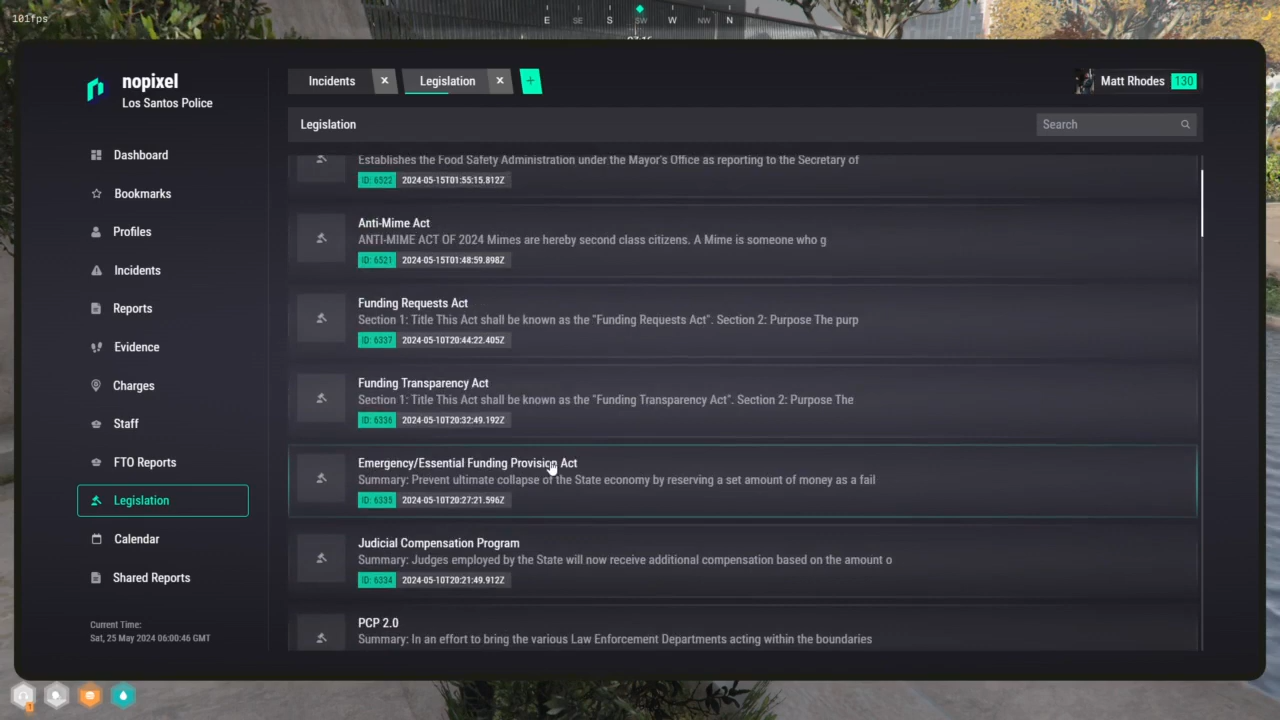 101fps
E SE S SW W NW N
nopixel
Los Santos Police
Incidents
Legislation
+
Matt Rhodes 130
Legislation
Search
Dashboard
Bookmarks
Profiles
Incidents
Reports
Evidence
Charges
Staff
FTO Reports
Legislation
Calendar
Shared Reports
Current Time:
Sat, 25 May 2024 06:00:46 GMT
Establishes the Food Safety Administration under the Mayor's Office as reporting to the Secretary of
ID: 6522 2024-05-15T01:55:15.812Z
Anti-Mime Act
ANTI-MIME ACT OF 2024 Mimes are hereby second class citizens. A Mime is someone who g
ID: 6521 2024-05-15T01:48:59.898Z
Funding Requests Act
Section 1: Title This Act shall be known as the "Funding Requests Act". Section 2: Purpose The purp
ID: 6337 2024-05-10T20:44:22.405Z
Funding Transparency Act
Section 1: Title This Act shall be known as the "Funding Transparency Act". Section 2: Purpose The
ID: 6336 2024-05-10T20:32:49.192Z
Emergency/Essential Funding Provision Act
Summary: Prevent ultimate collapse of the State economy by reserving a set amount of money as a fail
ID: 6335 2024-05-10T20:27:21.596Z
Judicial Compensation Program
Summary: Judges employed by the State will now receive additional compensation based on the amount o
ID: 6334 2024-05-10T20:21:49.912Z
PCP 2.0
Summary: In an effort to bring the various Law Enforcement Departments acting within the boundaries